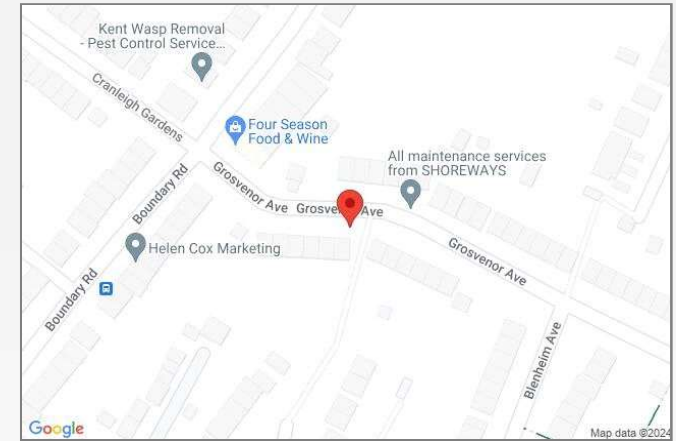 Kent Wasp Removal
- Pest Control Service...
Cranleigh Gardens
Four Season
Food & Wine
All maintenance services
from SHOREWAYS
Boundary Rd
Grosvenor Ave
Grosve
Ave
Grosvenor Ave
Helen Cox Marketing
Boundary Rd
Blenheim Ave
Google
Map data ©2024